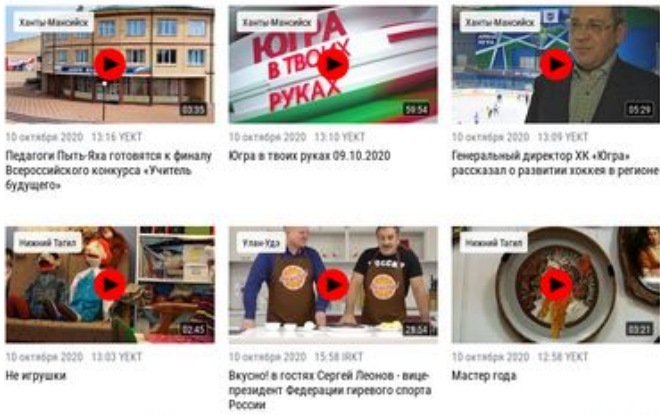 Ханты-Мансийск
Ханты-Мансийск
Ханты-Мансийск
ЮГРА
В ТВОИХ
РУКАХ
03:35
59:54
05:29
10 октября 2020 13:16 YEKT
10 октября 2020 13:10 YEKT
10 октября 2020 13:09 YEKT
Педагоги Пыть-Яха готовятся к финалу
Всероссийского конкурса «Учитель
будущего»
Югра в твоих руках 09.10.2020
Генеральный директор ХК «Югра»
рассказал о развитии хоккея в регионе
Нижний Тагил
Улан-Удэ
Нижний Тагил
02:45
28:54
03:21
10 октября 2020 13:03 YEKT
10 октября 2020 15:58 IRKT
10 октября 2020 12:58 YEKT
Не игрушки
Вкусно! в гостях Сергей Леонов - вице-
президент Федерации гиревого спорта
России
Мастер года